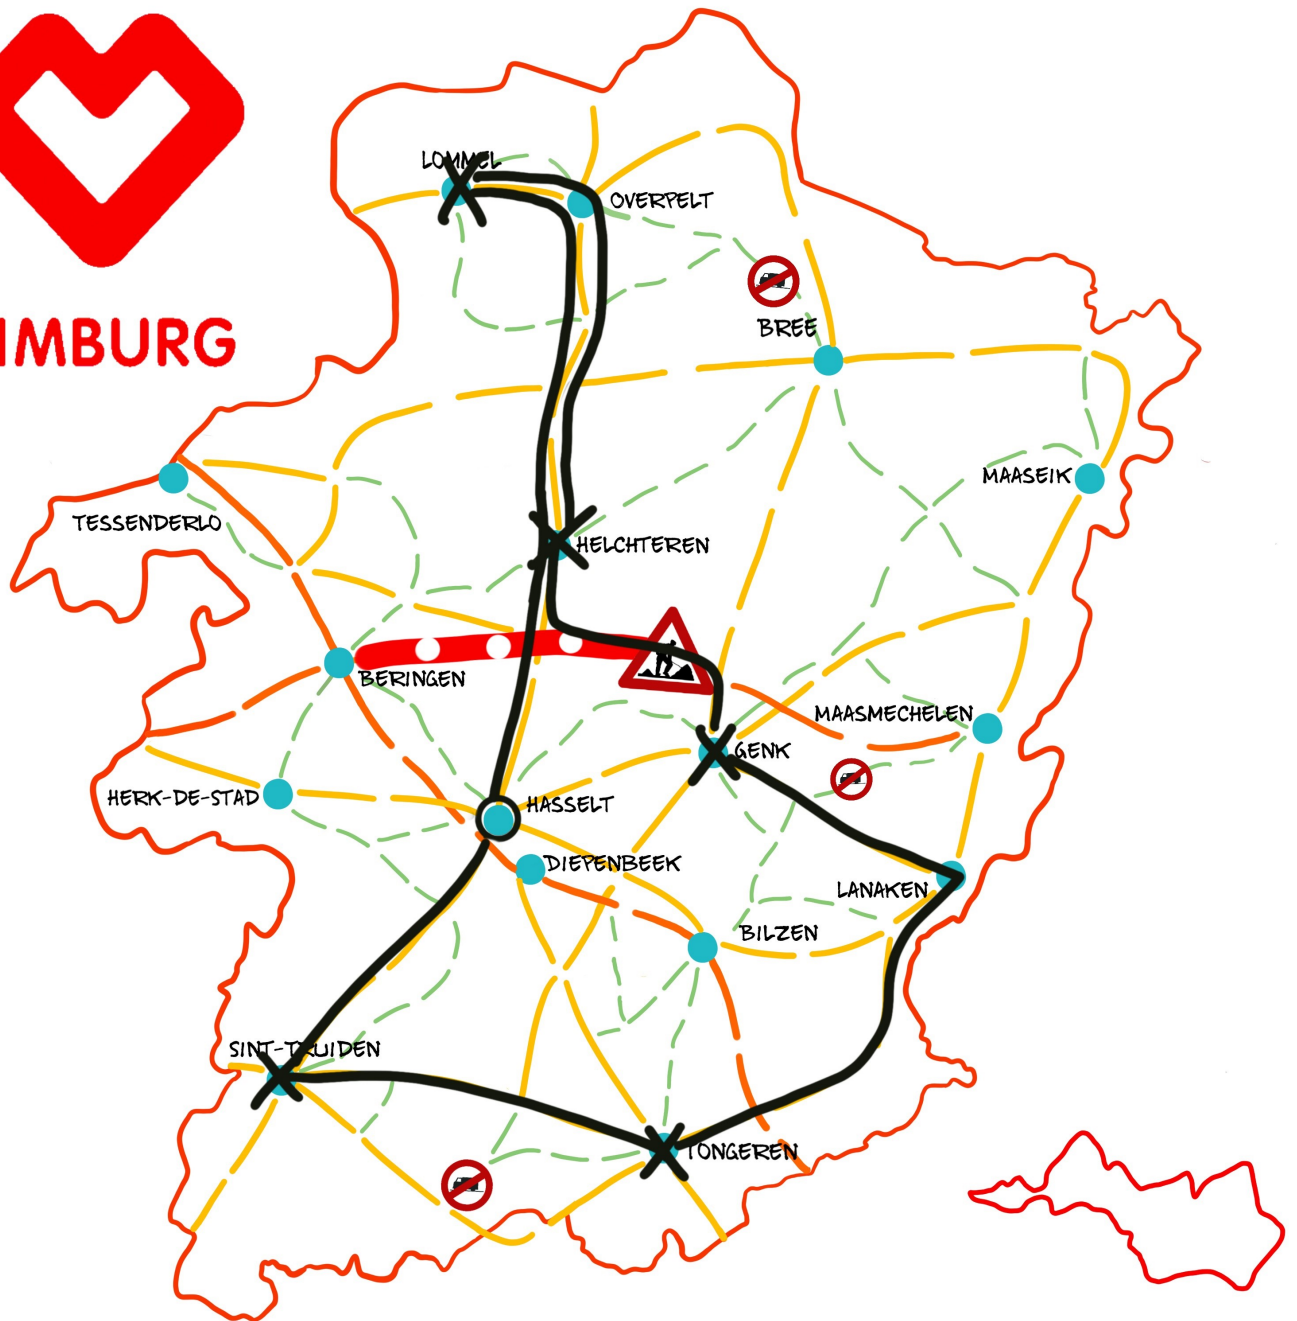 LOMMEL
OVERPELT
BREE
IMBURG
MAASEIK
TESSENDERLO
HELCHTEREN
BERINGEN
MAASMECHELEN
GENK
HERK-DE-STAD
HASSELT
DIEPENBEEK
LANAKEN
BILZEN
SINT-TRUIDEN
TONGEREN